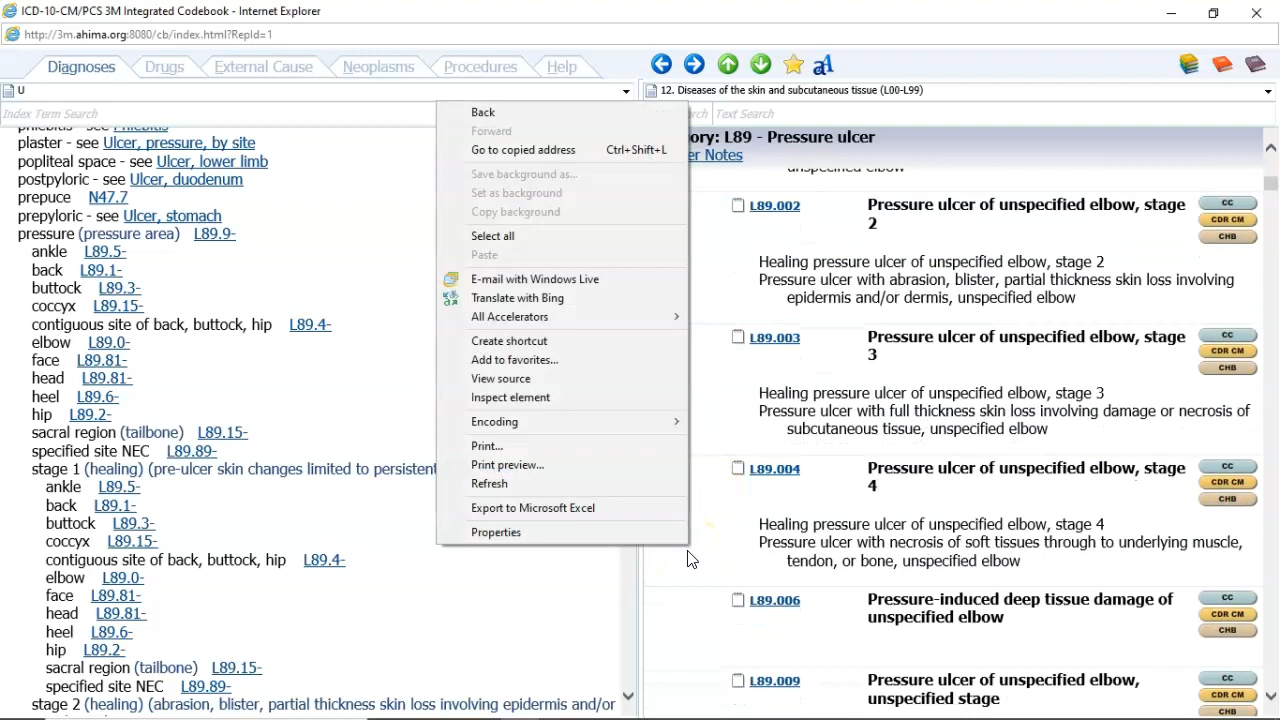 ICD-10-CM/PCS 3M Integrated Codebook - Internet Explorer
http://3m.ahima.org:8080/cb/index.html?RepId=1
Diagnoses Drugs External Cause Neoplasms Procedures Help
U
Index Term Search
phlebitis - see Phlebitis
plaster - see Ulcer, pressure, by site
popliteal space - see Ulcer, lower limb
postpyloric - see Ulcer, duodenum
prepuce N47.7
prepyloric - see Ulcer, stomach
pressure (pressure area) L89.9-
ankle L89.5-
back L89.1-
buttock L89.3-
coccyx L89.15-
contiguous site of back, buttock, hip L89.4-
elbow L89.0-
face L89.81-
head L89.81-
heel L89.6-
hip L89.2-
sacral region (tailbone) L89.15-
specified site NEC L89.89-
stage 1 (healing) (pre-ulcer skin changes limited to persistent
ankle L89.5-
back L89.1-
buttock L89.3-
coccyx L89.15-
contiguous site of back, buttock, hip L89.4-
elbow L89.0-
face L89.81-
head L89.81-
heel L89.6-
hip L89.2-
sacral region (tailbone) L89.15-
specified site NEC L89.89-
stage 2 (healing) (abrasion, blister, partial thickness skin loss involving epidermis and/or
Back
Forward
Go to copied address Ctrl+Shift+L
Save background as...
Set as background
Copy background
Select all
Paste
E-mail with Windows Live
Translate with Bing
All Accelerators
Create shortcut
Add to favorites...
View source
Inspect element
Encoding
Print...
Print preview...
Refresh
Export to Microsoft Excel
Properties
12. Diseases of the skin and subcutaneous tissue (L00-L99)
rch Text Search
ory: L89 - Pressure ulcer
er Notes
unspecified elbow
L89.002 Pressure ulcer of unspecified elbow, stage CC
2 CDR CM
CHB
Healing pressure ulcer of unspecified elbow, stage 2
Pressure ulcer with abrasion, blister, partial thickness skin loss involving
epidermis and/or dermis, unspecified elbow
L89.003 Pressure ulcer of unspecified elbow, stage CC
3 CDR CM
CHB
Healing pressure ulcer of unspecified elbow, stage 3
Pressure ulcer with full thickness skin loss involving damage or necrosis of
subcutaneous tissue, unspecified elbow
L89.004 Pressure ulcer of unspecified elbow, stage CC
4 CDR CM
CHB
Healing pressure ulcer of unspecified elbow, stage 4
Pressure ulcer with necrosis of soft tissues through to underlying muscle,
tendon, or bone, unspecified elbow
L89.006 Pressure-induced deep tissue damage of CC
unspecified elbow CDR CM
CHB
L89.009 Pressure ulcer of unspecified elbow, CC
unspecified stage CDR CM
CHB